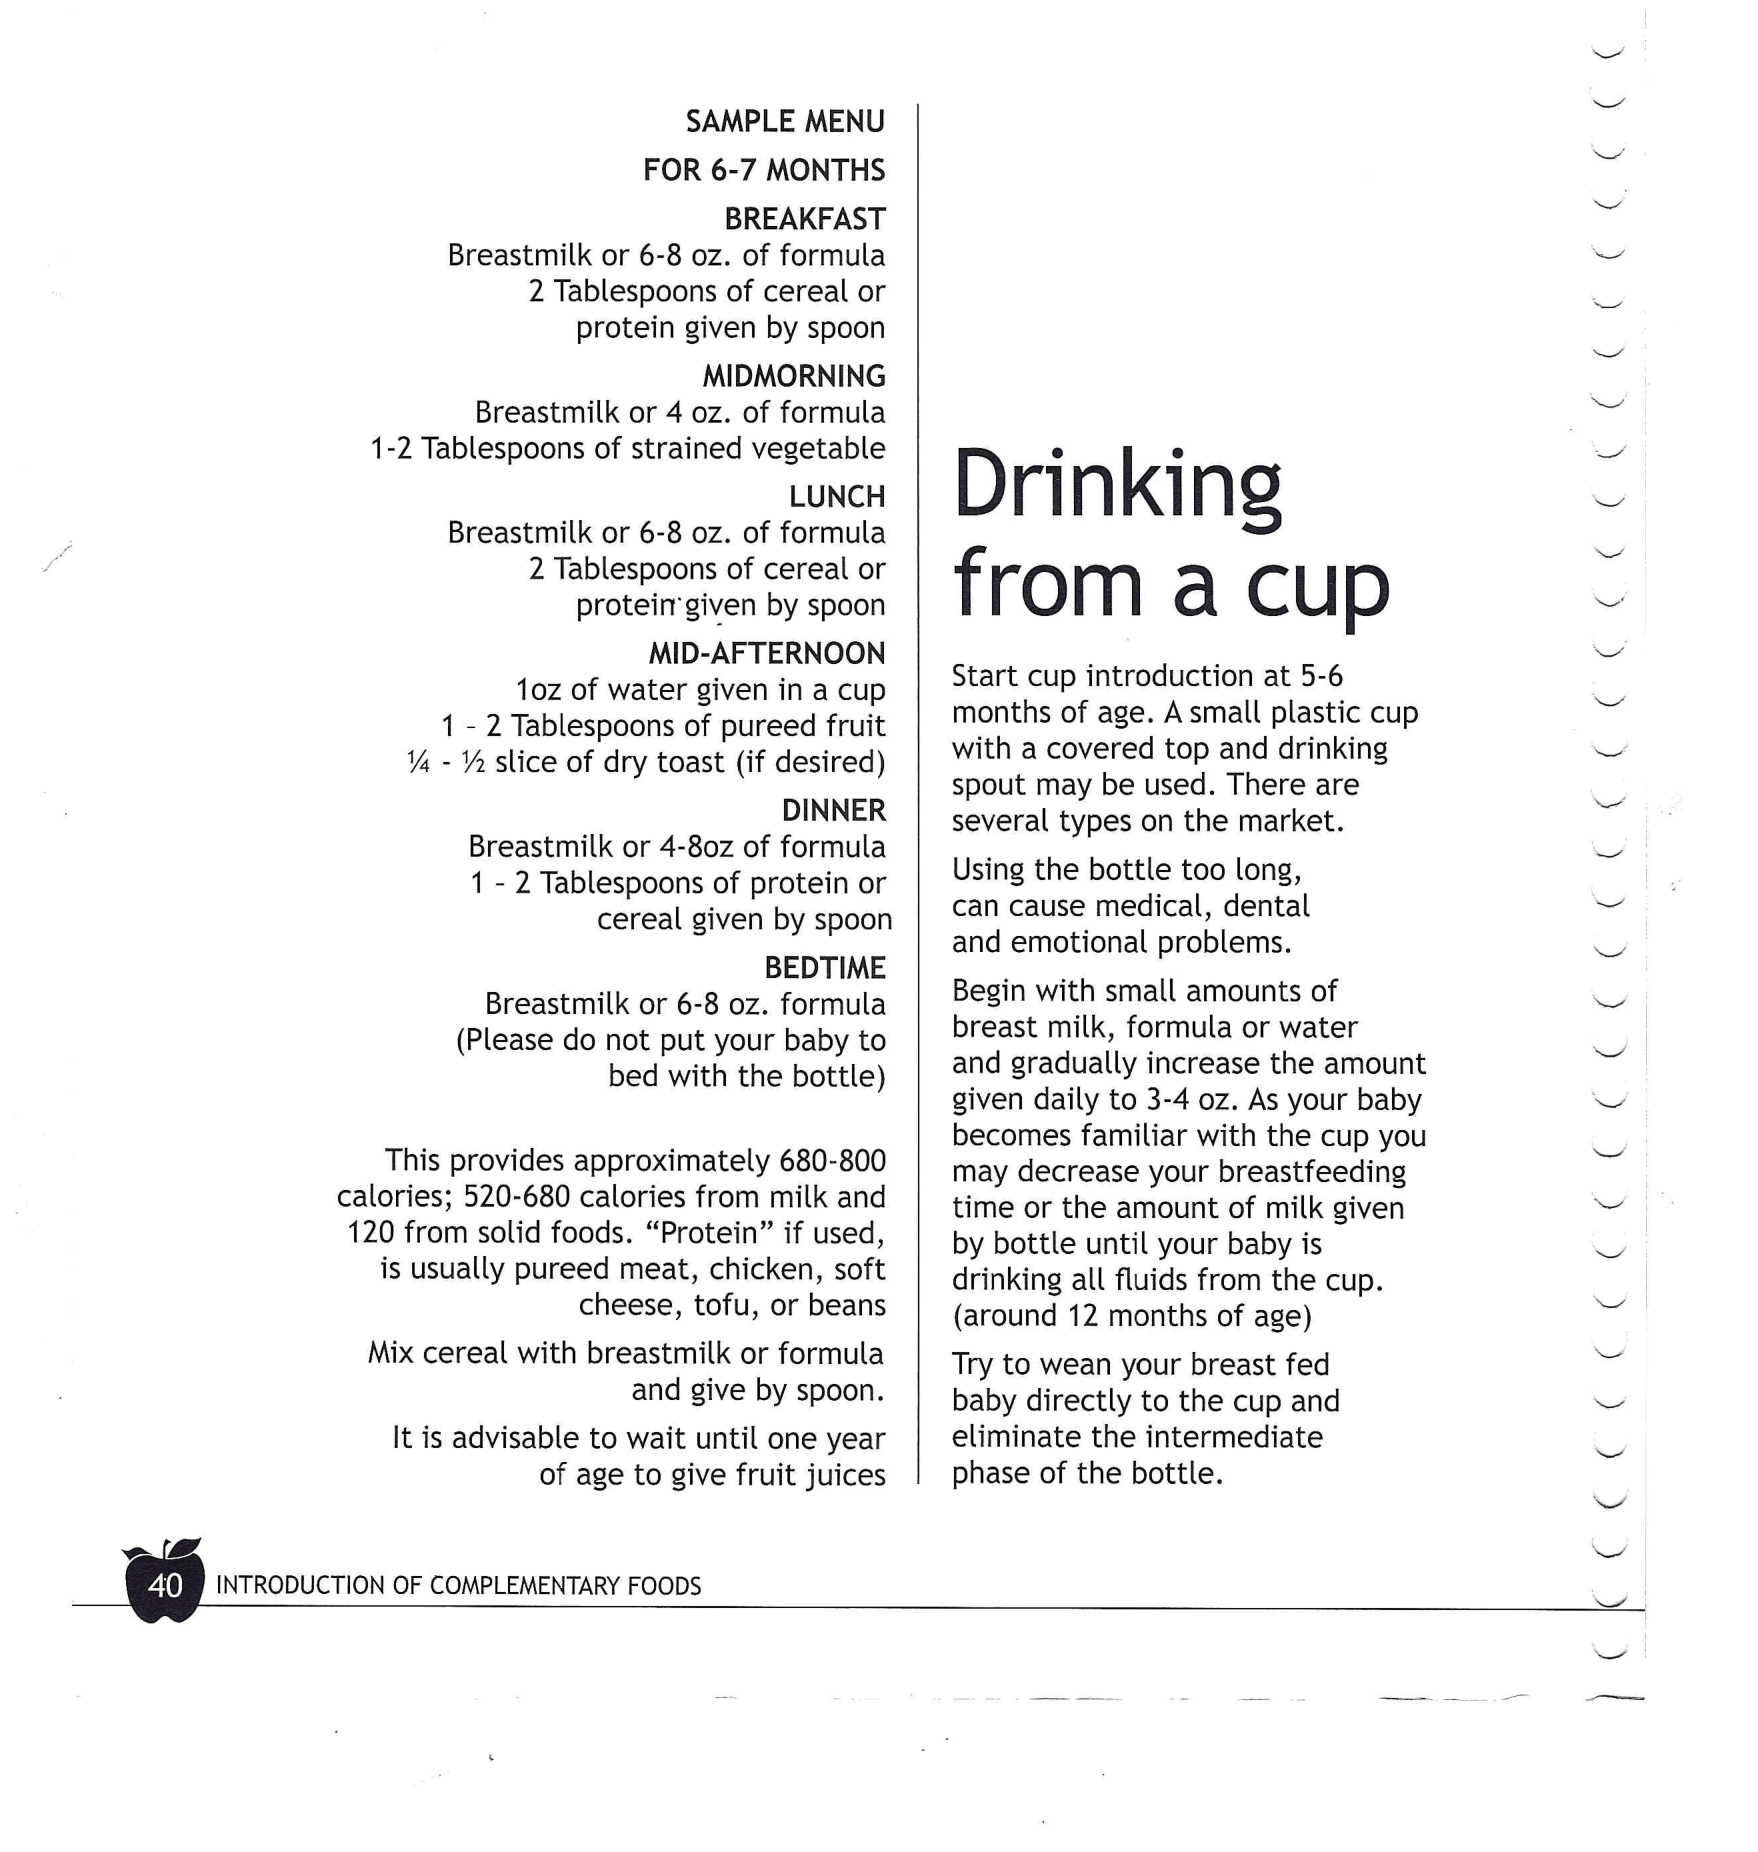 SAMPLE MENU
FOR 6-7 MONTHS
BREAKFAST
Breastmilk or 6-8 oz. of formula
2 Tablespoons of cereal or
protein given by spoon
MIDMORNING
Breastmilk or 4 oz. of formula
1-2 Tablespoons of strained vegetable
LUNCH
Breastmilk or 6-8 oz. of formula
2 Tablespoons of cereal or
protein given by spoon
MID-AFTERNOON
1oz of water given in a cup
1 - 2 Tablespoons of pureed fruit
¼ - ½ slice of dry toast (if desired)
DINNER
Breastmilk or 4-8oz of formula
1 - 2 Tablespoons of protein or
cereal given by spoon
BEDTIME
Breastmilk or 6-8 oz. formula
(Please do not put your baby to
bed with the bottle)
This provides approximately 680-800
calories; 520-680 calories from milk and
120 from solid foods. “Protein” if used,
is usually pureed meat, chicken, soft
cheese, tofu, or beans
Mix cereal with breastmilk or formula
and give by spoon.
It is advisable to wait until one year
of age to give fruit juices
Drinking
from a cup
Start cup introduction at 5-6
months of age. A small plastic cup
with a covered top and drinking
spout may be used. There are
several types on the market.
Using the bottle too long,
can cause medical, dental
and emotional problems.
Begin with small amounts of
breast milk, formula or water
and gradually increase the amount
given daily to 3-4 oz. As your baby
becomes familiar with the cup you
may decrease your breastfeeding
time or the amount of milk given
by bottle until your baby is
drinking all fluids from the cup.
(around 12 months of age)
Try to wean your breast fed
baby directly to the cup and
eliminate the intermediate
phase of the bottle.
40 INTRODUCTION OF COMPLEMENTARY FOODS